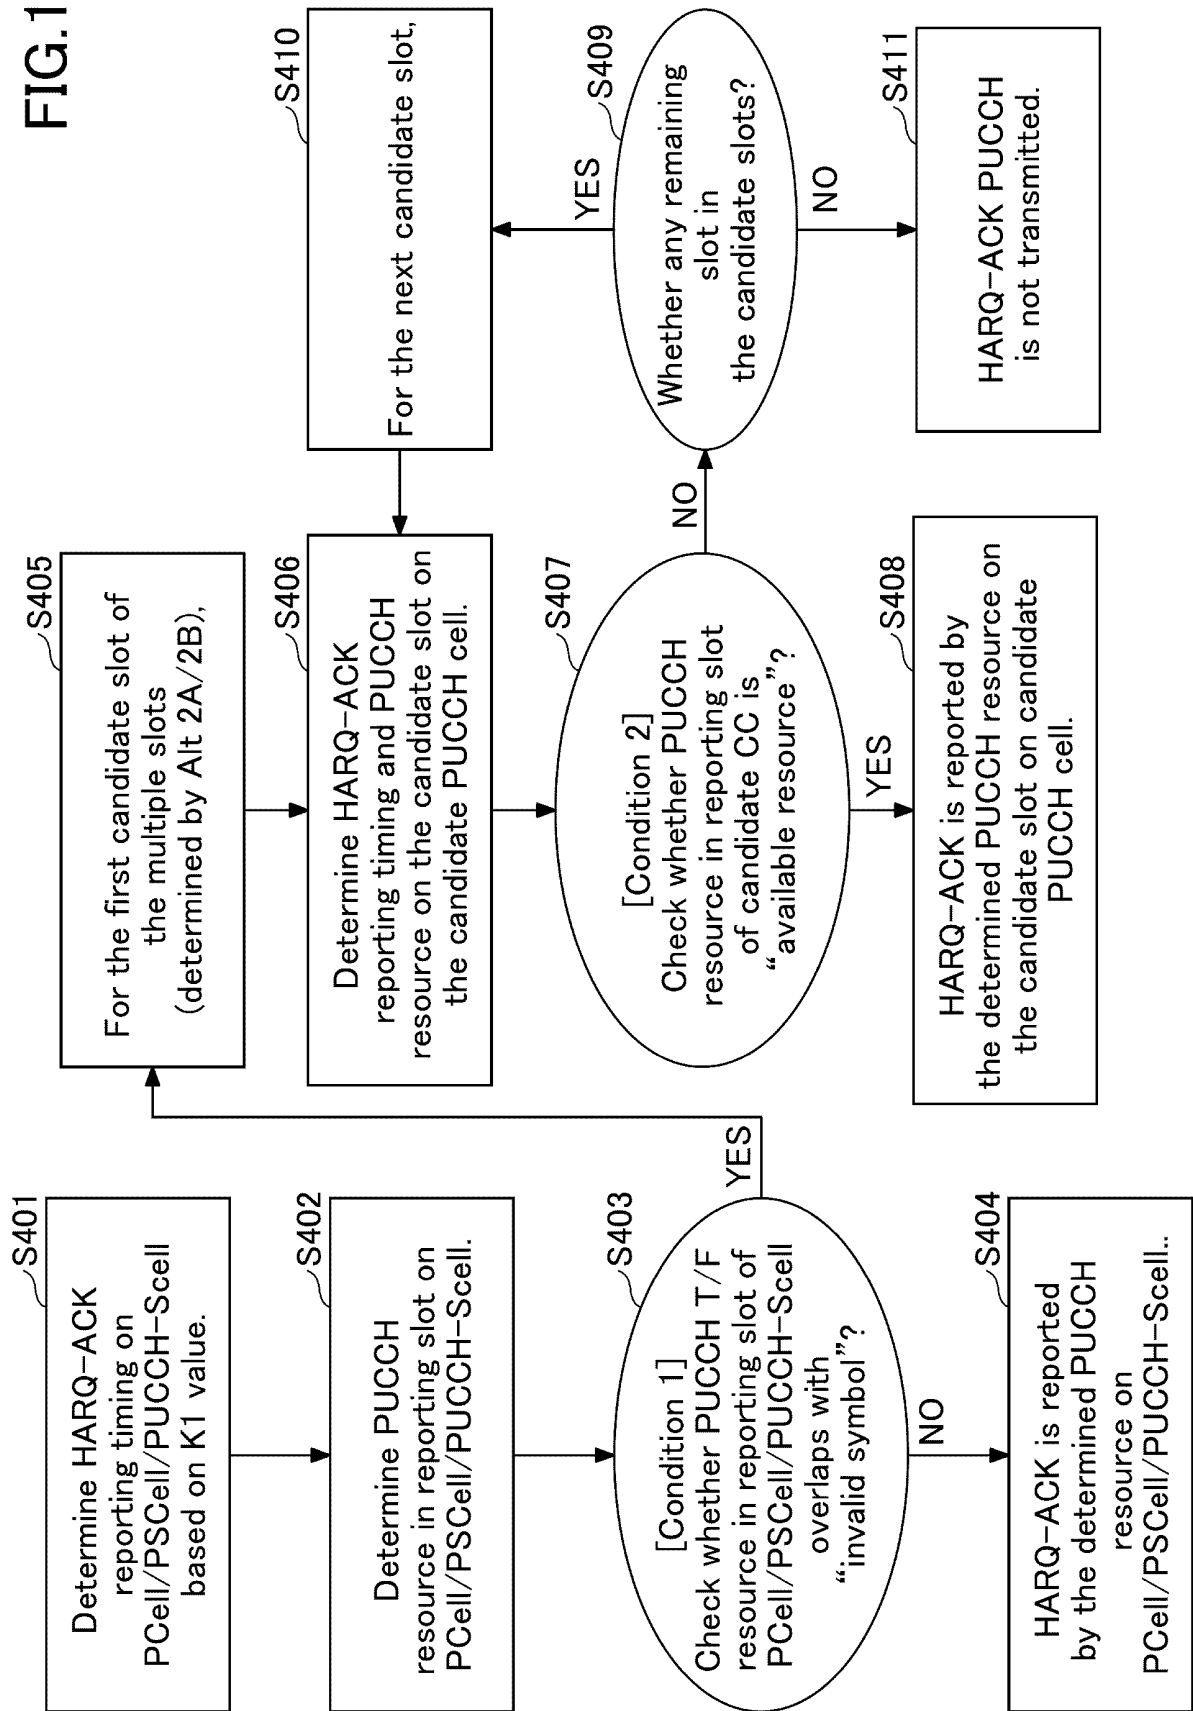 FIG.1
S401
Determine HARQ-ACK
reporting timing on
PCell/PSCell/PUCCH-Scell
based on K1 value.
S402
Determine PUCCH
resource in reporting slot on
PCell/PSCell/PUCCH-Scell.
S403
[Condition 1]
Check whether PUCCH T/F
resource in reporting slot of
PCell/PSCell/PUCCH-Scell
overlaps with
“invalid symbol”?
YES
NO
S404
HARQ-ACK is reported
by the determined PUCCH
resource on
PCell/PSCell/PUCCH-Scell..
S405
For the first candidate slot of
the multiple slots
(determined by Alt 2A/2B),
S406
Determine HARQ-ACK
reporting timing and PUCCH
resource on the candidate slot on
the candidate PUCCH cell.
S407
[Condition 2]
Check whether PUCCH
resource in reporting slot
of candidate CC is
“available resource”?
NO
YES
S408
HARQ-ACK is reported by
the determined PUCCH resource on
the candidate slot on candidate
PUCCH cell.
S410
For the next candidate slot,
YES
S409
Whether any remaining
slot in
the candidate slots?
NO
S411
HARQ-ACK PUCCH
is not transmitted.